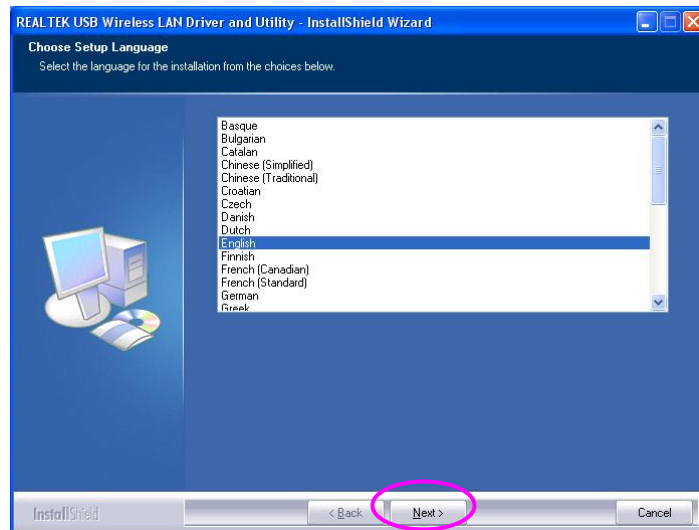 REALTEK USB Wireless LAN Driver and Utility - InstallShield Wizard
Choose Setup Language
Select the language for the installation from the choices below.
Basque
Bulgarian
Catalan
Chinese (Simplified)
Chinese (Traditional)
Croatian
Czech
Danish
Dutch
English
Finnish
French (Canadian)
French (Standard)
German
Greek
InstallShield
< Back
Next >
Cancel